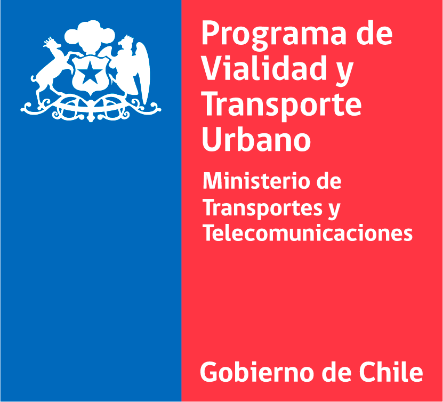 Programa de
Vialidad y
Transporte
Urbano
Ministerio de
Transportes y
Telecomunicaciones
Gobierno de Chile